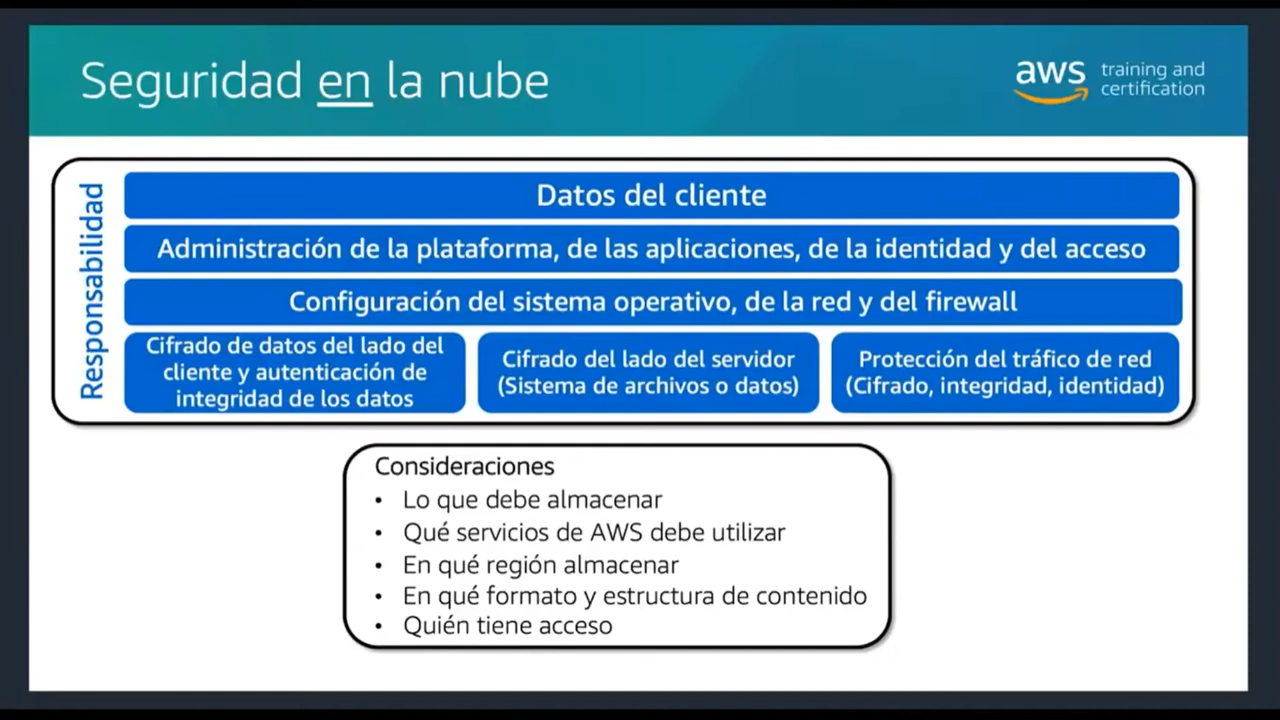 Seguridad en la nube
aws training and
certification
Responsabilidad
Datos del cliente
Administración de la plataforma, de las aplicaciones, de la identidad y del acceso
Configuración del sistema operativo, de la red y del firewall
Cifrado de datos del lado del
cliente y autenticación de
integridad de los datos
Cifrado del lado del servidor
(Sistema de archivos o datos)
Protección del tráfico de red
(Cifrado, integridad, identidad)
Consideraciones
• Lo que debe almacenar
• Qué servicios de AWS debe utilizar
• En qué región almacenar
• En qué formato y estructura de contenido
• Quién tiene acceso